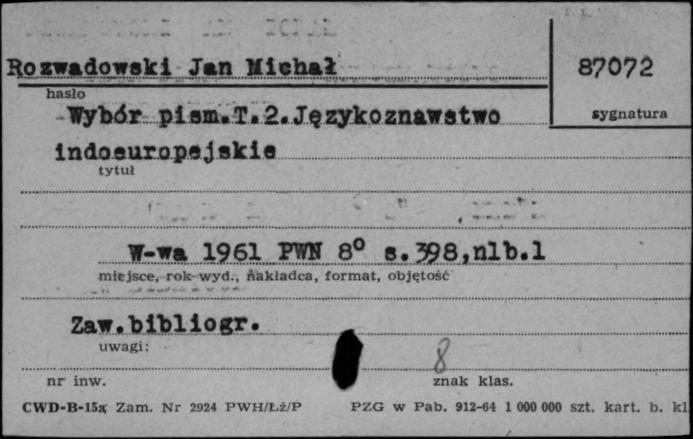 Rozwadowski Jan Michał
87072
hasło
sygnatura
Wybór pism.T.2.Językoznawstwo
indoeuropejskie
tytuł
W-wa 1961 PWN 8° s.398,nlb.1
miejsce, rok wyd., nakładca, format, objętość
Zaw.bibliogr.
uwagi:
8
nr inw.
znak klas.
CWD-B-15a Zam. Nr 2924 PWH/Łź/P PZG w Pab. 912-64 1 000 000 szt. kart. b. kl